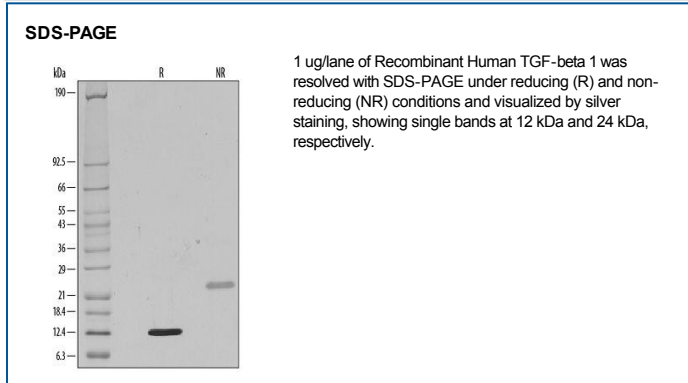 SDS-PAGE
1 ug/lane of Recombinant Human TGF-beta 1 was
resolved with SDS-PAGE under reducing (R) and non-
reducing (NR) conditions and visualized by silver
staining, showing single bands at 12 kDa and 24 kDa,
respectively.
kDa R NR
190
92.5
66
55
43
36
29
21
18.4
12.4
6.3